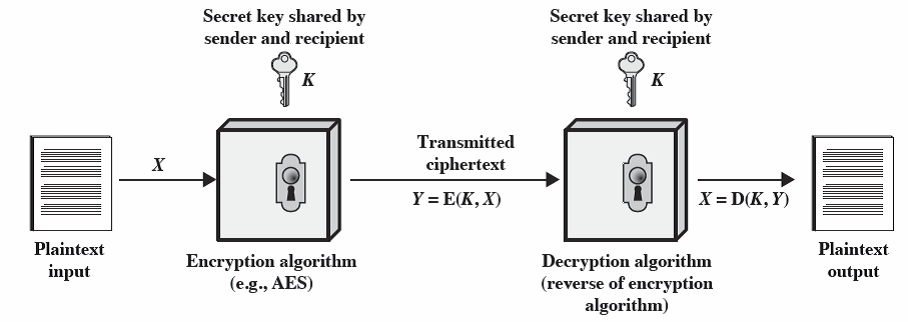 Secret key shared by
sender and recipient
K
Secret key shared by
sender and recipient
K
X
Transmitted
ciphertext
Y = E(K, X)
X = D(K, Y)
Plaintext
input
Encryption algorithm
(e.g., AES)
Decryption algorithm
(reverse of encryption
algorithm)
Plaintext
output